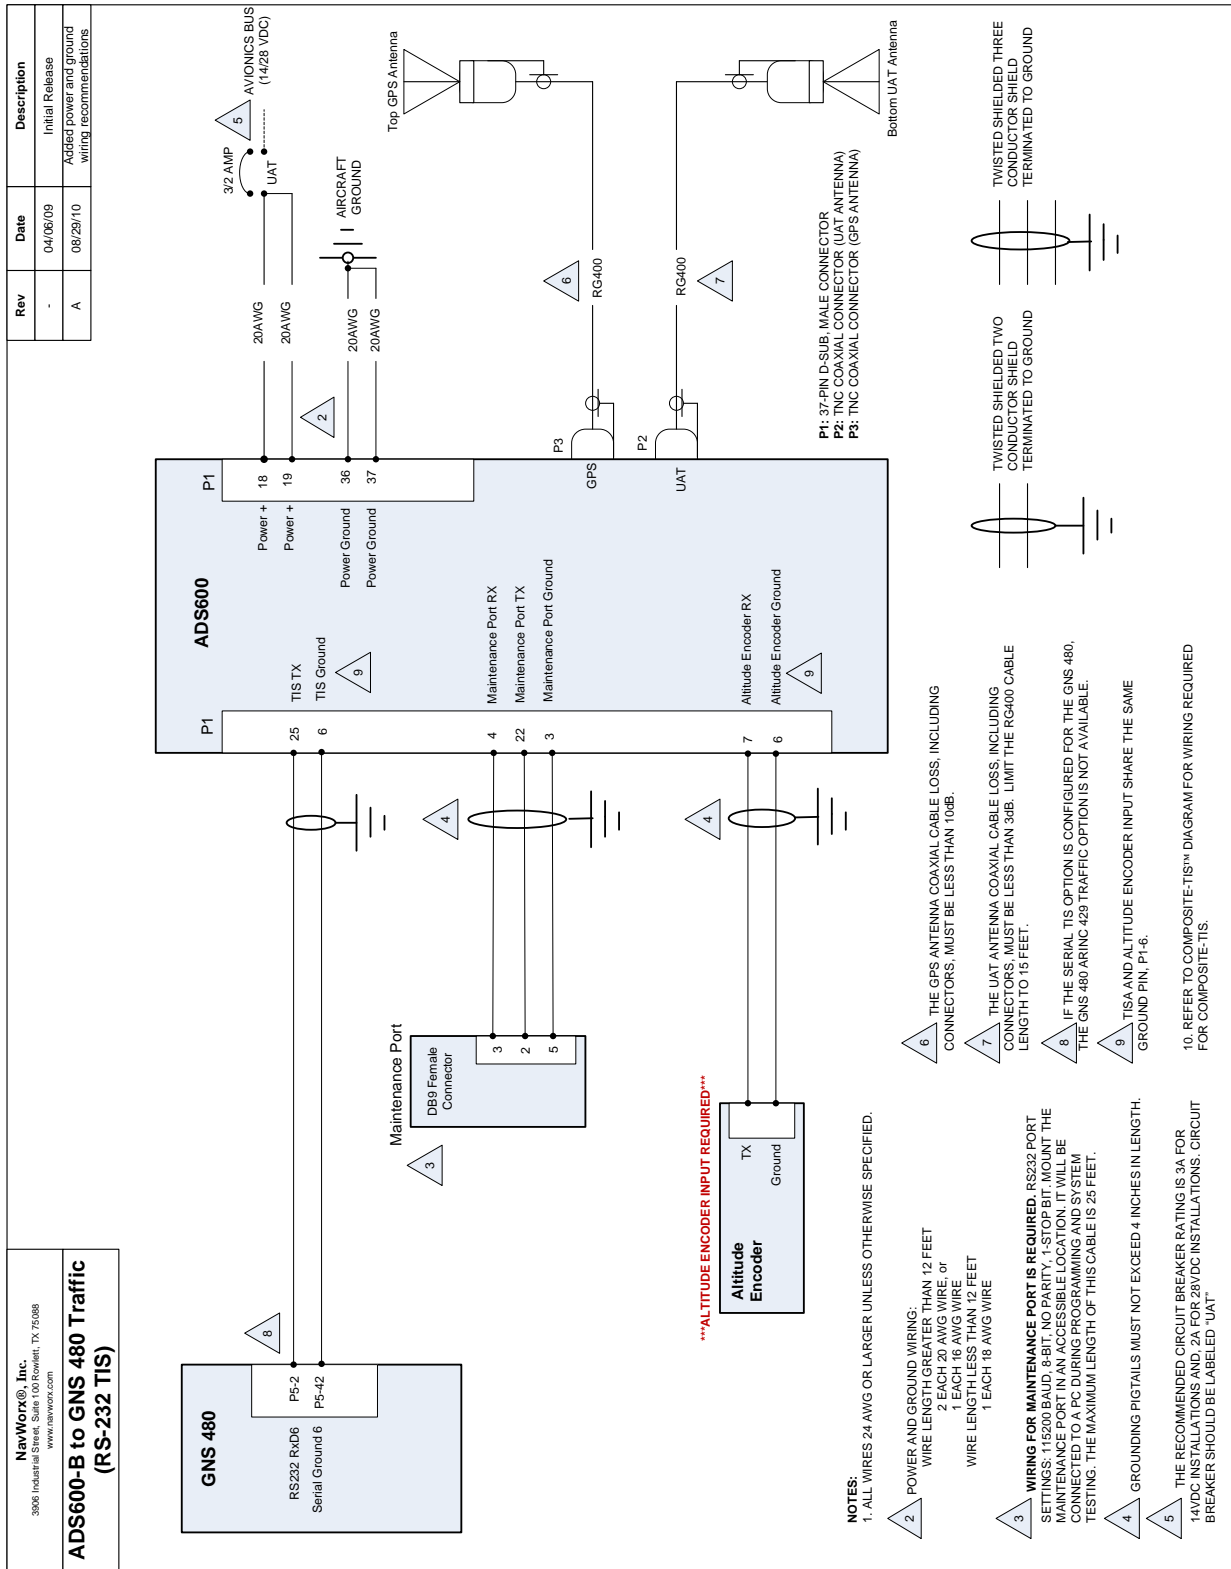 NavWorx®, Inc.
3906 Industrial Street, Suite 100 Rowlett, TX 75088
www.navworx.com
ADS600-B to GNS 480 Traffic
(RS-232 TIS)
Rev
Date
Description
-
04/06/09
Initial Release
A
08/29/10
Added power and ground
wiring recommendations
GNS 480
RS232 RxD6
P5-2
Serial Ground 6
P5-42
8
Maintenance Port
3
DB9 Female
Connector
3
2
5
***ALTITUDE ENCODER INPUT REQUIRED***
Altitude
Encoder
TX
Ground
4
4
ADS600
P1
25
TIS TX
6
TIS Ground
9
4
Maintenance Port RX
22
Maintenance Port TX
3
Maintenance Port Ground
7
Altitude Encoder RX
6
Altitude Encoder Ground
9
P1
Power +
18
Power +
19
Power Ground
36
Power Ground
37
GPS
P3
UAT
P2
2
20AWG
20AWG
20AWG
20AWG
3/2 AMP
UAT
5
AVIONICS BUS
(14/28 VDC)
AIRCRAFT
GROUND
6
RG400
7
RG400
Top GPS Antenna
Bottom UAT Antenna
P1: 37-PIN D-SUB, MALE CONNECTOR
P2: TNC COAXIAL CONNECTOR (UAT ANTENNA)
P3: TNC COAXIAL CONNECTOR (GPS ANTENNA)
TWISTED SHIELDED TWO
CONDUCTOR SHIELD
TERMINATED TO GROUND
TWISTED SHIELDED THREE
CONDUCTOR SHIELD
TERMINATED TO GROUND
NOTES:
1. ALL WIRES 24 AWG OR LARGER UNLESS OTHERWISE SPECIFIED.
2
POWER AND GROUND WIRING:
WIRE LENGTH GREATER THAN 12 FEET
2 EACH 20 AWG WIRE, or
1 EACH 16 AWG WIRE
WIRE LENGTH LESS THAN 12 FEET
1 EACH 18 AWG WIRE
3
WIRING FOR MAINTENANCE PORT IS REQUIRED. RS232 PORT
SETTINGS: 115200 BAUD, 8-BIT, NO PARITY, 1-STOP BIT. MOUNT THE
MAINTENANCE PORT IN AN ACCESSIBLE LOCATION. IT WILL BE
CONNECTED TO A PC DURING PROGRAMMING AND SYSTEM
TESTING. THE MAXIMUM LENGTH OF THIS CABLE IS 25 FEET.
4
GROUNDING PIGTAILS MUST NOT EXCEED 4 INCHES IN LENGTH.
5
THE RECOMMENDED CIRCUIT BREAKER RATING IS 3A FOR
14VDC INSTALLATIONS AND, 2A FOR 28VDC INSTALLATIONS. CIRCUIT
BREAKER SHOULD BE LABELED "UAT"
6
THE GPS ANTENNA COAXIAL CABLE LOSS, INCLUDING
CONNECTORS, MUST BE LESS THAN 10dB.
7
THE UAT ANTENNA COAXIAL CABLE LOSS, INCLUDING
CONNECTORS, MUST BE LESS THAN 3dB. LIMIT THE RG400 CABLE
LENGTH TO 15 FEET.
8
IF THE SERIAL TIS OPTION IS CONFIGURED FOR THE GNS 480,
THE GNS 480 ARINC 429 TRAFFIC OPTION IS NOT AVAILABLE.
9
TISA AND ALTITUDE ENCODER INPUT SHARE THE SAME
GROUND PIN, P1-6.
10. REFER TO COMPOSITE-TIS™ DIAGRAM FOR WIRING REQUIRED
FOR COMPOSITE-TIS.